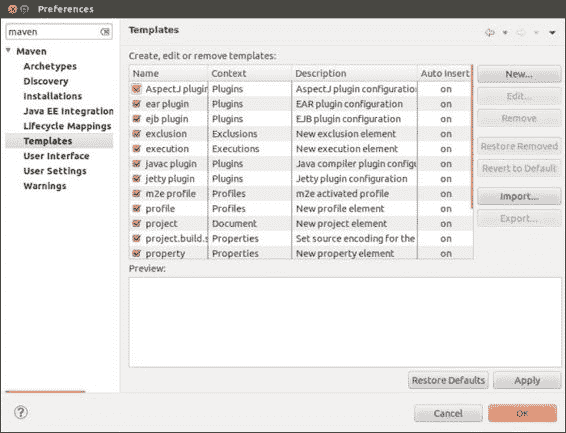 Preferences
maven
Templates
Maven
Archetypes
Discovery
Installations
Java EE Integration
Lifecycle Mappings
Templates
User Interface
User Settings
Warnings
Create, edit or remove templates:
Name Context Description Auto Insert
AspectJ plugin Plugins AspectJ plugin configuration on
ear plugin Plugins EAR plugin configuration on
ejb plugin Plugins EJB plugin configuration on
exclusion Exclusions New exclusion element on
execution Executions New execution element on
javac plugin Plugins Java compiler plugin configu on
jetty plugin Plugins Jetty plugin configuration on
m2e profile Profiles m2e activated profile on
profile Profiles New profile element on
project Document New project element on
project.build.s Properties Set source encoding for the on
property Properties New property element on
New...
Edit...
Remove
Restore Removed
Revert to Default
Import...
Export...
Preview:
Restore Defaults Apply
Cancel OK